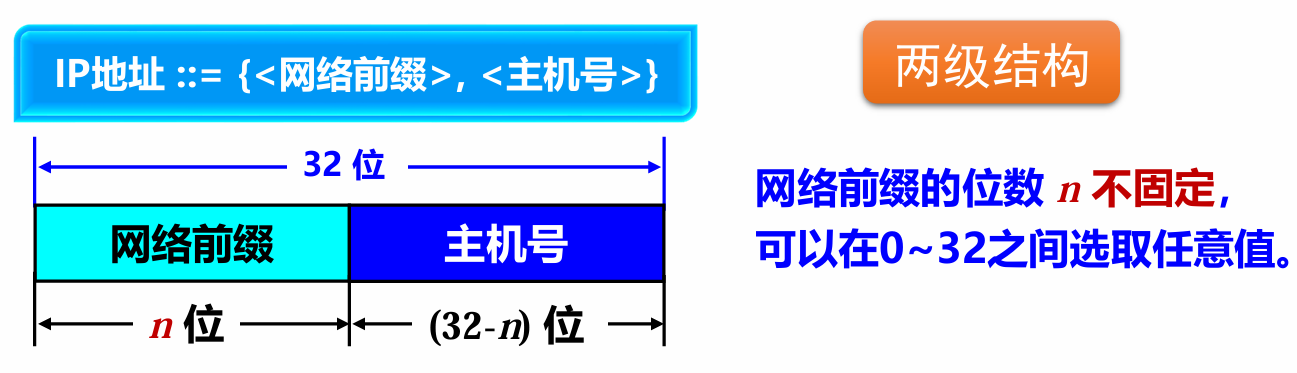 IP地址 ::= {<网络前缀>, <主机号>}
两级结构
32 位
网络前缀的位数 n 不固定，
可以在0~32之间选取任意值。
网络前缀
主机号
n 位
(32-n) 位